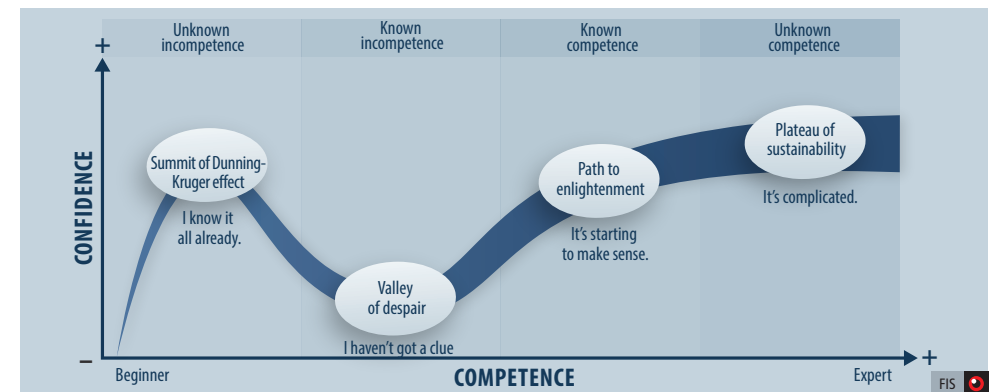 Unknown
incompetence
Known
incompetence
Known
competence
Unknown
competence
+
CONFIDENCE
Summit of Dunning-
Kruger effect
I know it
all already.
Valley
of despair
I haven't got a clue
Path to
enlightenment
It's starting
to make sense.
Plateau of
sustainability
It's complicated.
–
+
Beginner
COMPETENCE
Expert
FIS